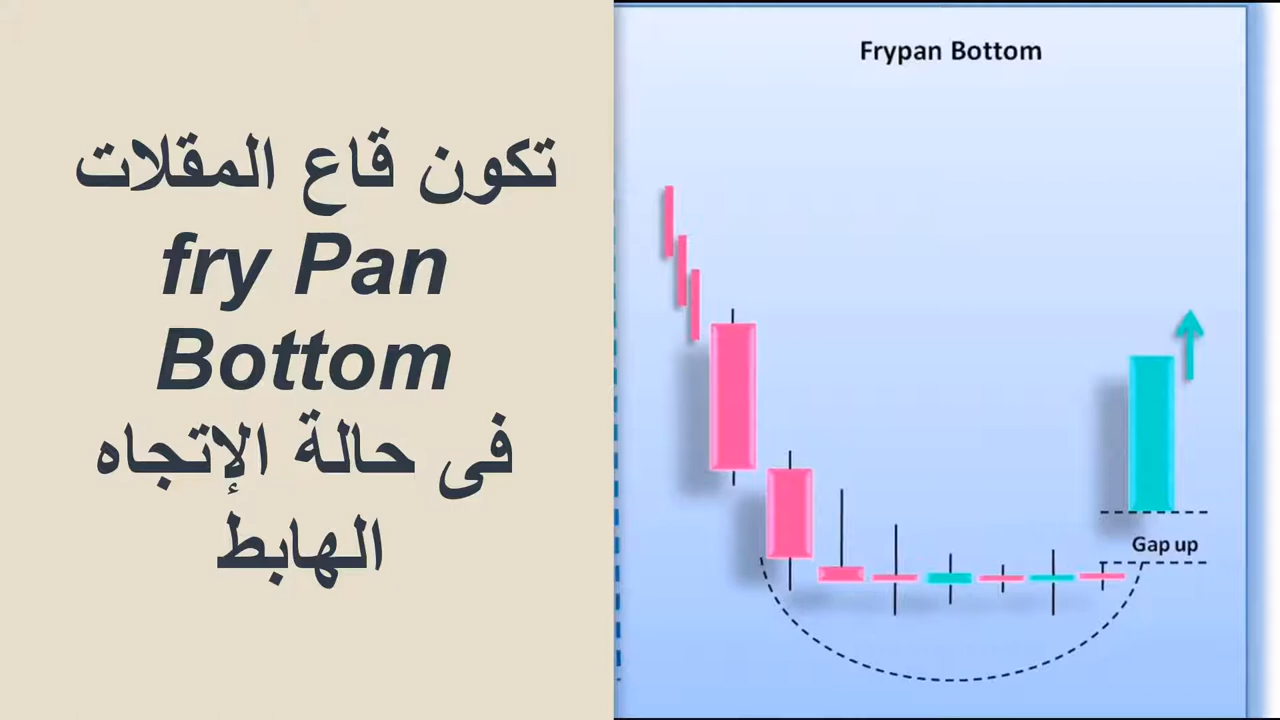 تكون قاع المقلات
fry Pan
Bottom
فى حالة الإتجاه
الهابط
Frypan Bottom
Gap up